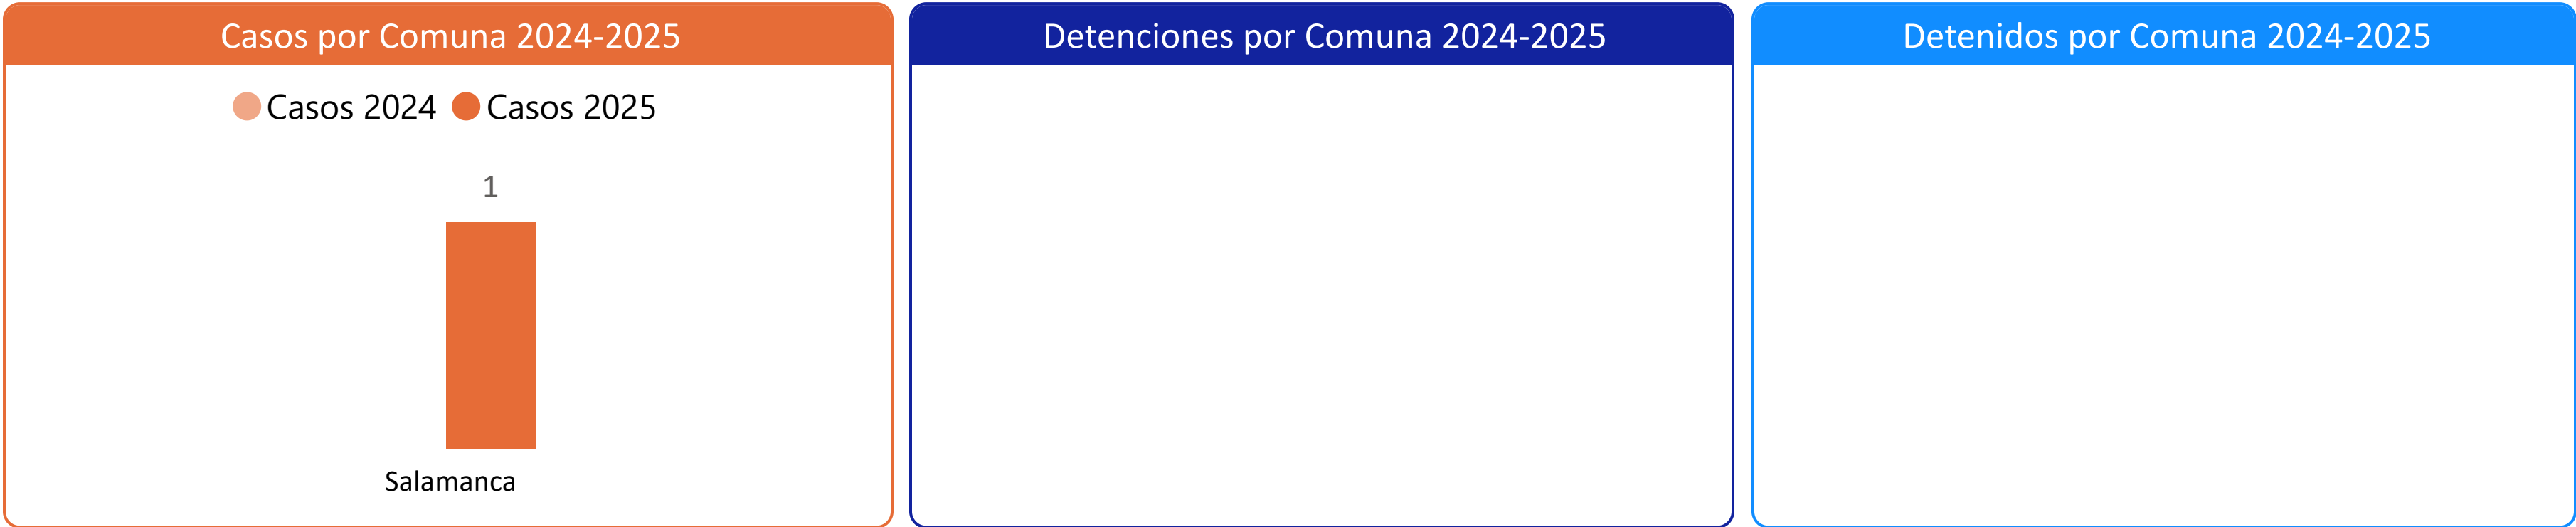 Casos por Comuna 2024-2025
Casos 2024 Casos 2025
1
Salamanca
Detenciones por Comuna 2024-2025
Detenidos por Comuna 2024-2025